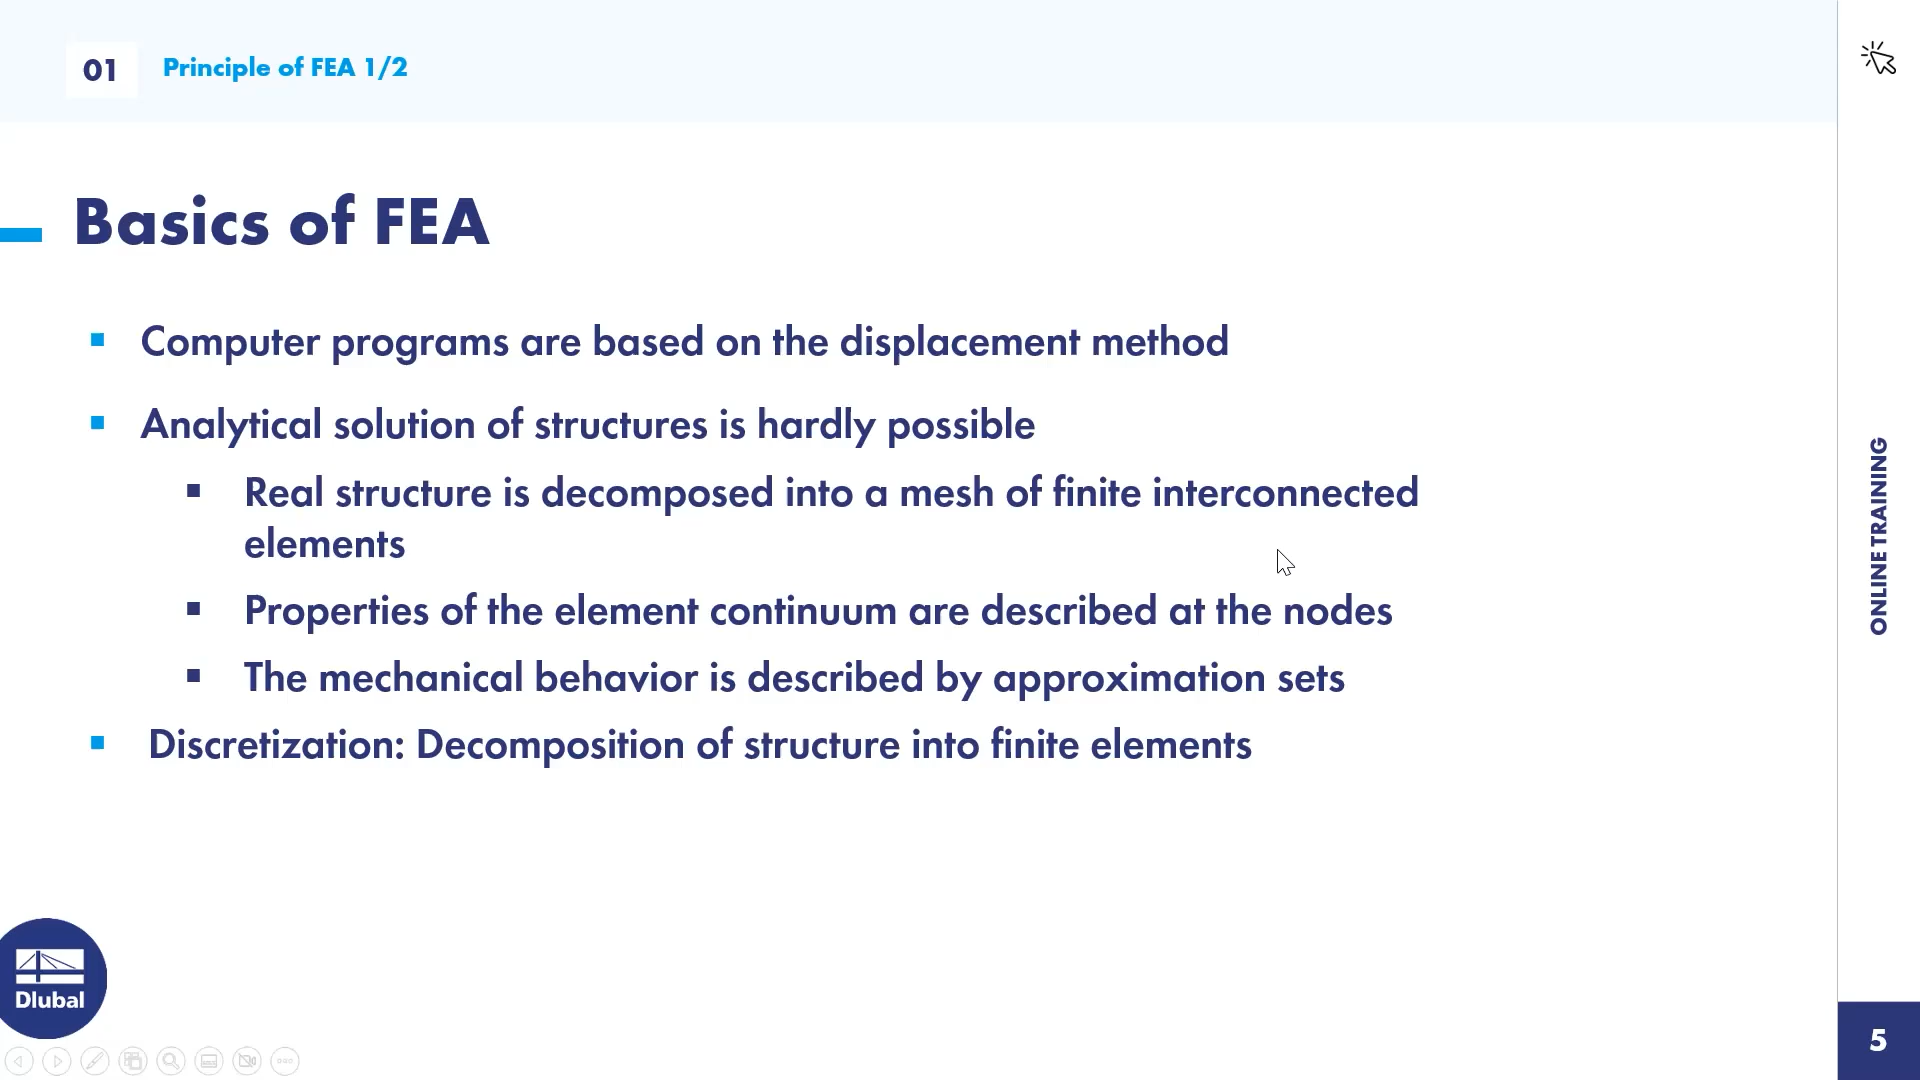 01
Principle of FEA 1/2
Basics of FEA
Computer programs are based on the displacement method
Analytical solution of structures is hardly possible
Real structure is decomposed into a mesh of finite interconnected
elements
Properties of the element continuum are described at the nodes
The mechanical behavior is described by approximation sets
Discretization: Decomposition of structure into finite elements
ONLINE TRAINING
Dlubal
5